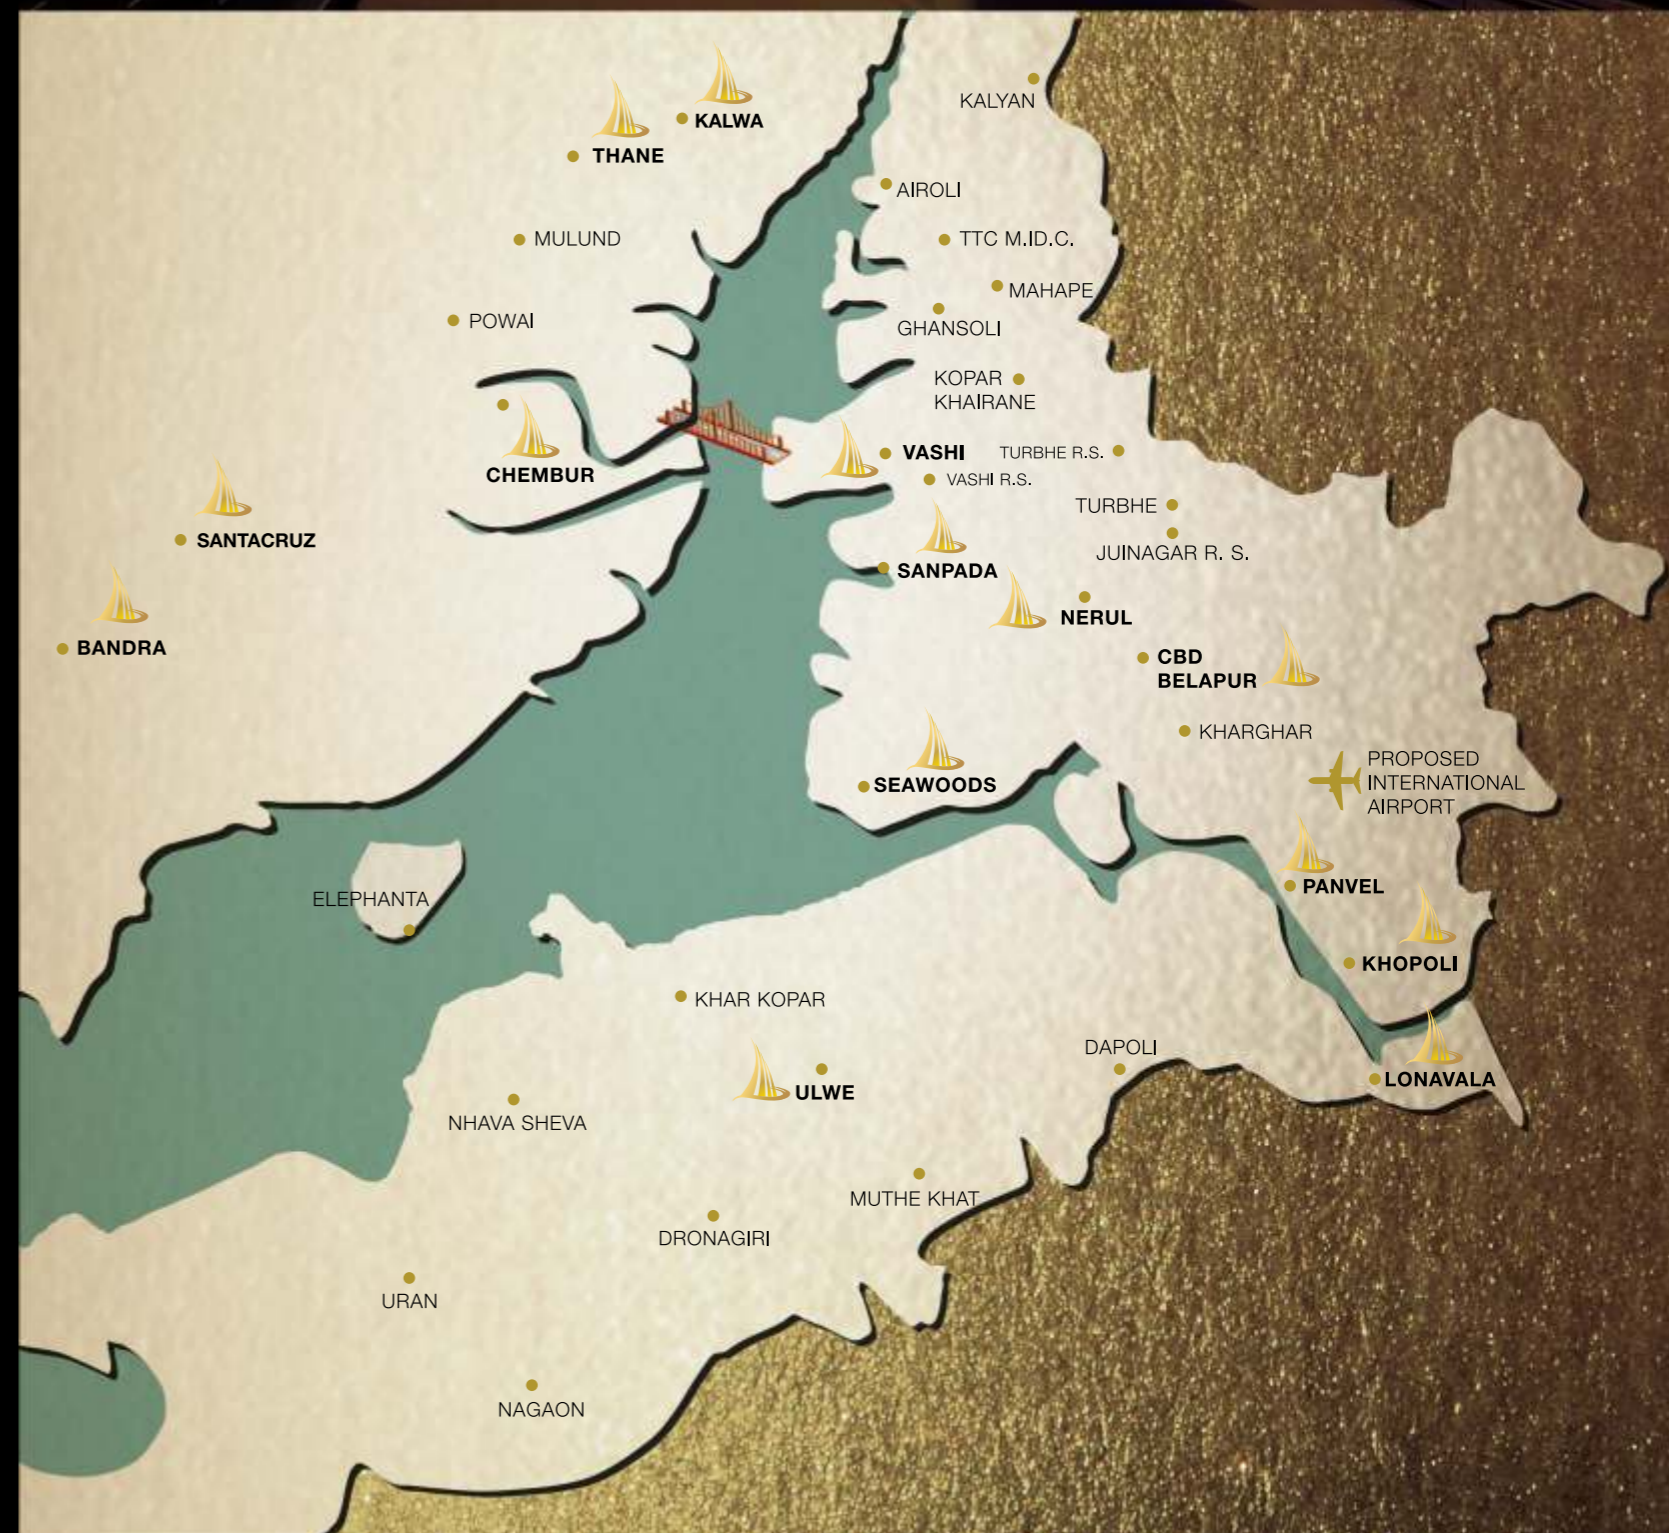 KALYAN
KALWA
THANE
AIROLI
MULUND
TTC M.ID.C.
MAHAPE
POWAI
GHANSOLI
KOPAR
KHAIRANE
VASHI
TURBHE R.S.
CHEMBUR
VASHI R.S.
TURBHE
SANTACRUZ
JUINAGAR R. S.
SANPADA
NERUL
BANDRA
CBD
BELAPUR
KHARGHAR
PROPOSED
INTERNATIONAL
AIRPORT
SEAWOODS
PANVEL
ELEPHANTA
KHOPOLI
KHAR KOPAR
DAPOLI
LONAVALA
ULWE
NHAVA SHEVA
MUTHE KHAT
DRONAGIRI
URAN
NAGAON